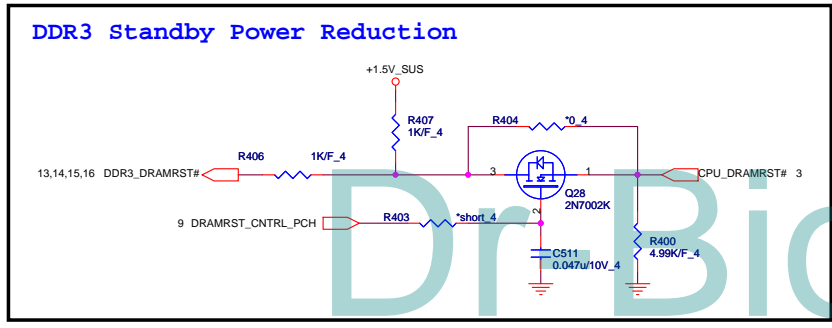 DDR3 Standby Power Reduction
+1.5V_SUS
R407
1K/F_4
R404
*0_4
R406
1K/F_4
13,14,15,16 DDR3_DRAMRST#
3
1
CPU_DRAMRST# 3
Q28
2N7002K
2
9 DRAMRST_CNTRL_PCH
R403
*short_4
R400
4.99K/F_4
C511
0.047u/10V_4
Dr-Bio